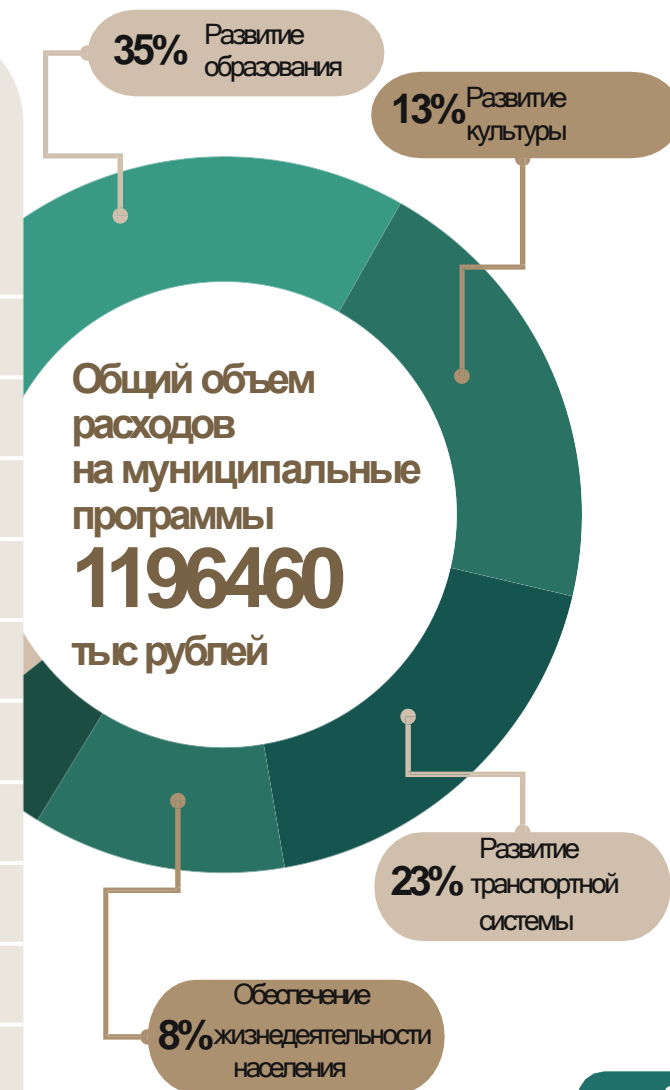 35% Развитие
образования
13% Развитие
культуры
Общий объем
расходов
на муниципальные
программы
1196460
тыс рублей
Развитие
23% транспортной
системы
Обеспечение
8% жизнедеятельности
населения